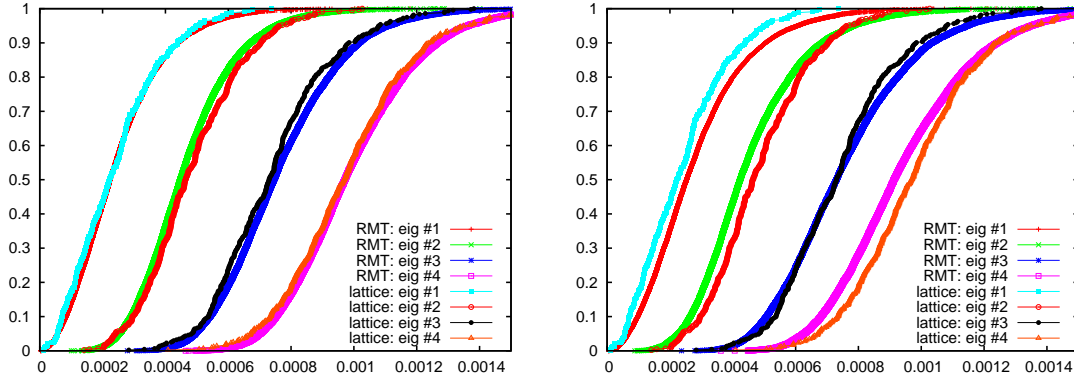 1
0.9
0.8
0.7
0.6
0.5
0.4
0.3
0.2
0.1
0
0 0.0002 0.0004 0.0006 0.0008 0.001 0.0012 0.0014
RMT: eig #1
RMT: eig #2
RMT: eig #3
RMT: eig #4
lattice: eig #1
lattice: eig #2
lattice: eig #3
lattice: eig #4
1
0.9
0.8
0.7
0.6
0.5
0.4
0.3
0.2
0.1
0
0 0.0002 0.0004 0.0006 0.0008 0.001 0.0012 0.0014
RMT: eig #1
RMT: eig #2
RMT: eig #3
RMT: eig #4
lattice: eig #1
lattice: eig #2
lattice: eig #3
lattice: eig #4